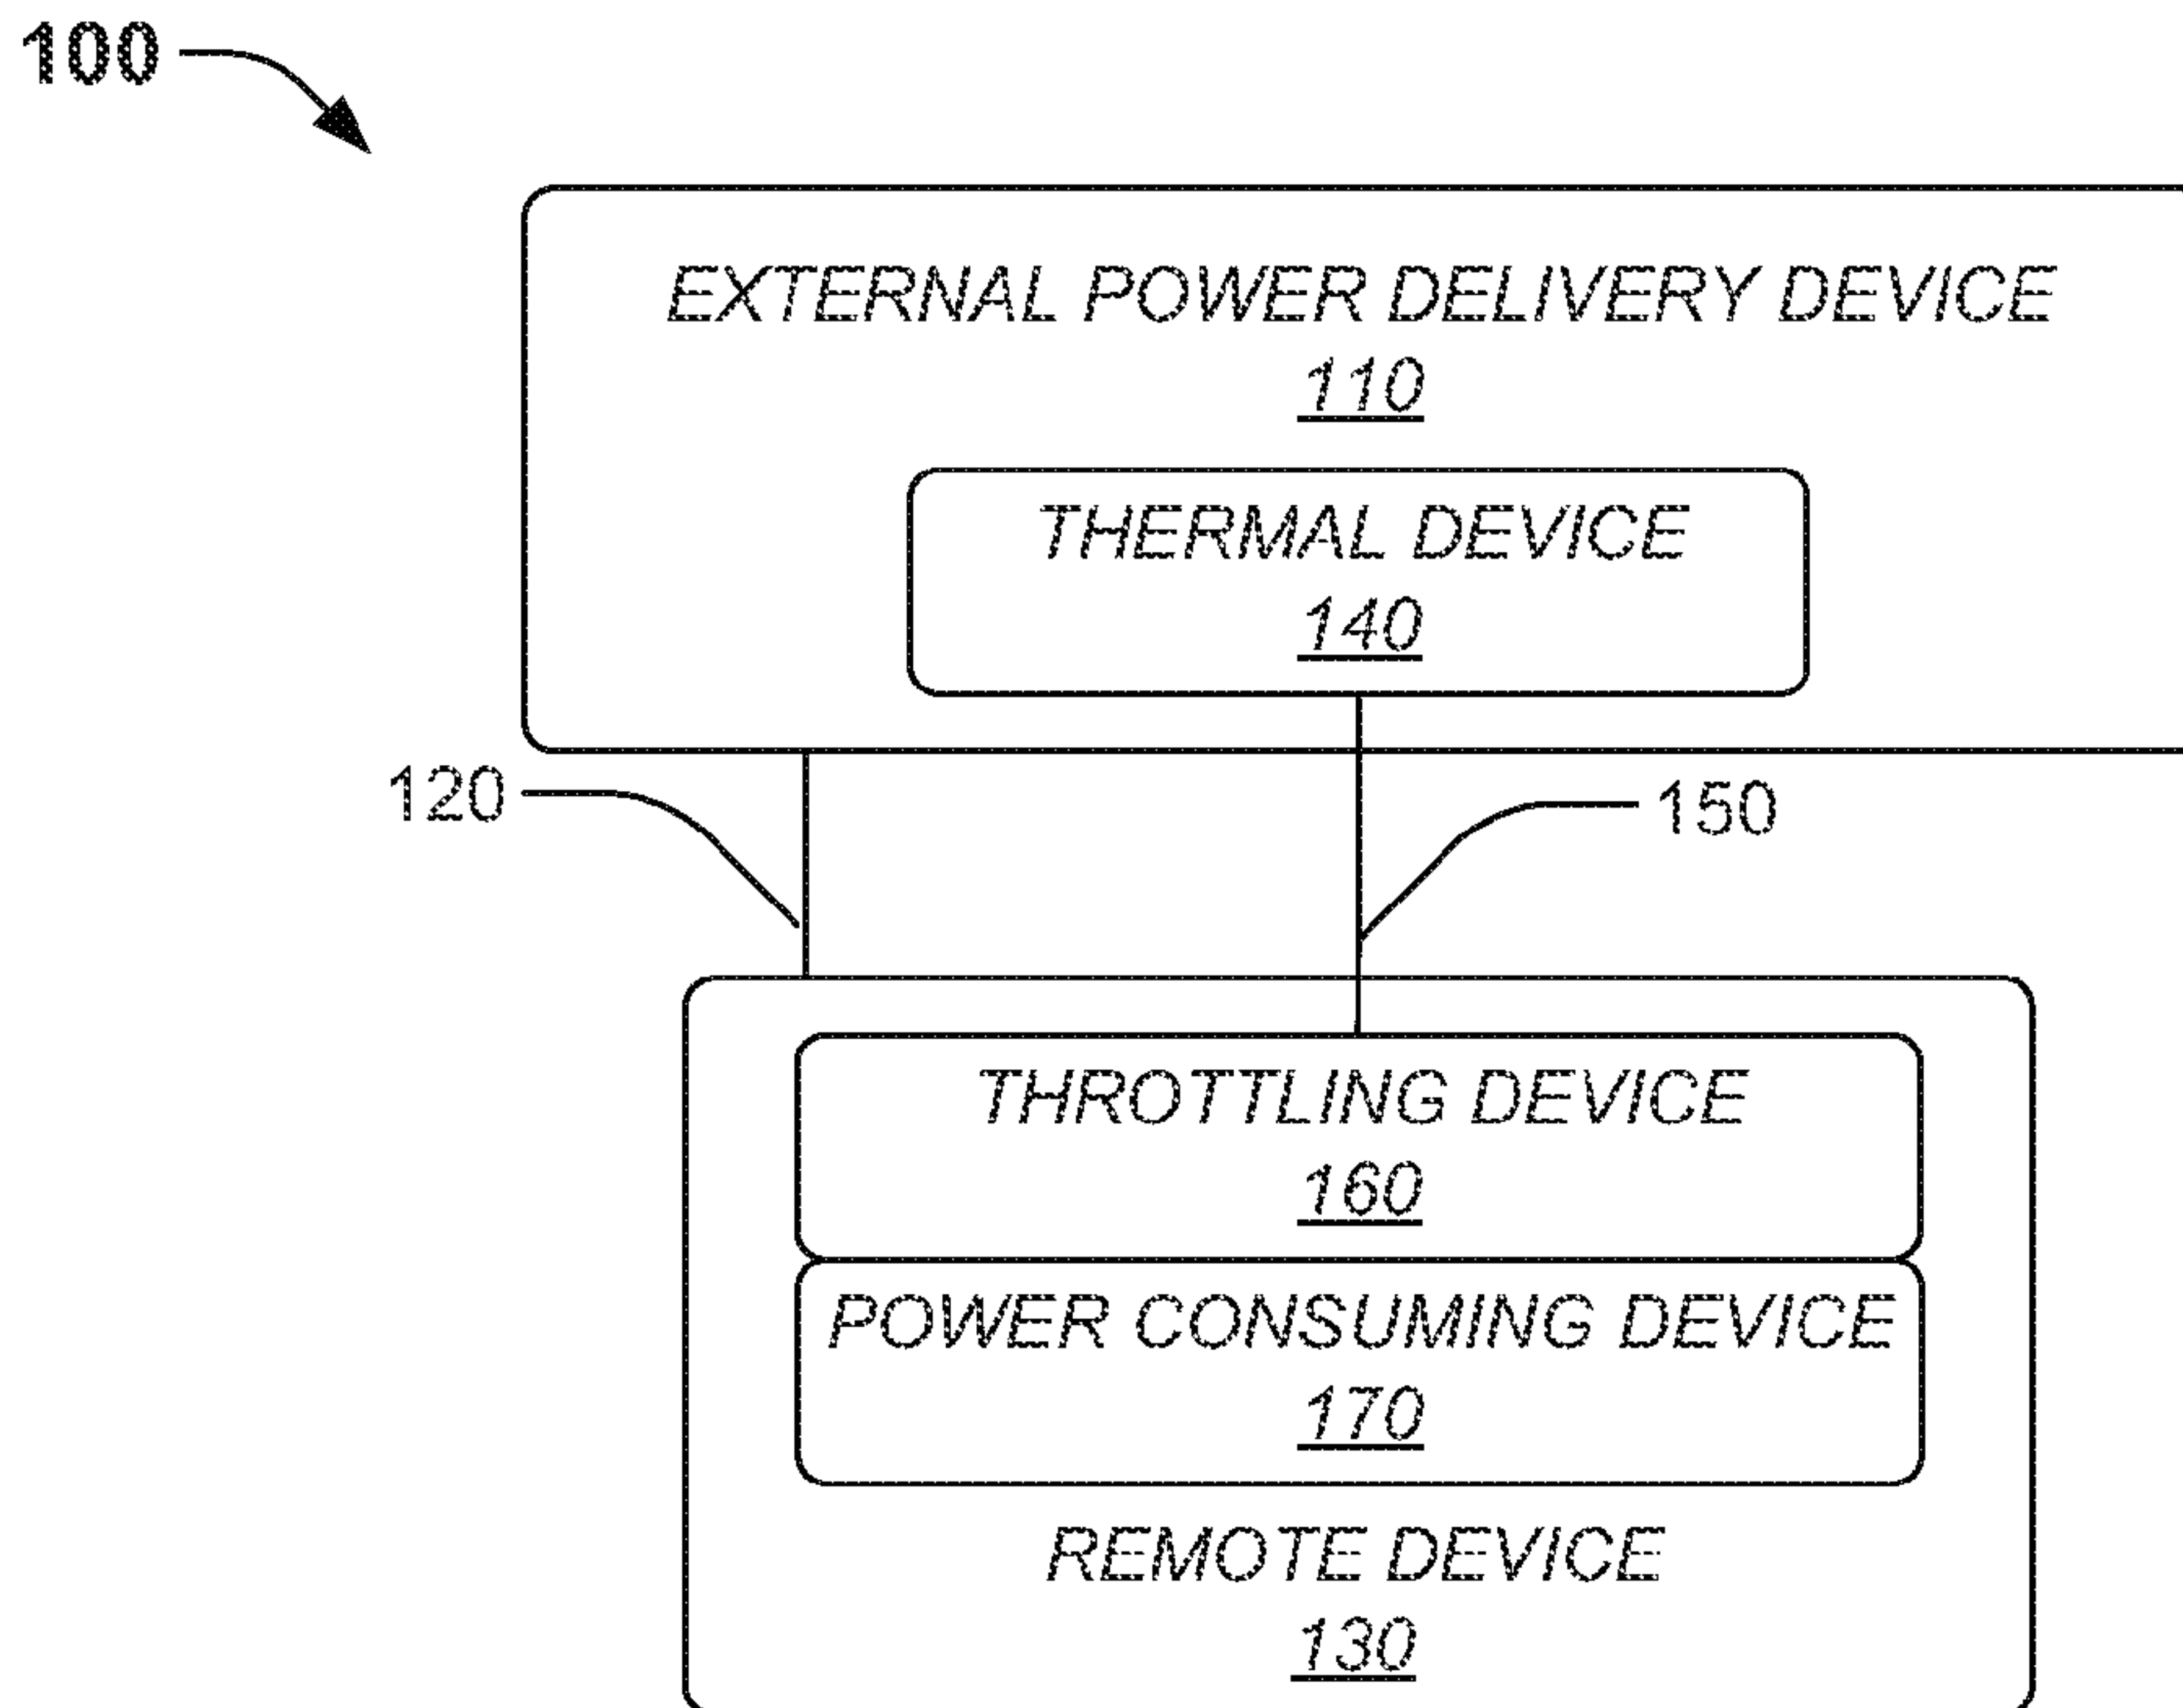 100
EXTERNAL POWER DELIVERY DEVICE
110
THERMAL DEVICE
140
120
150
THROTTLING DEVICE
160
POWER CONSUMING DEVICE
170
REMOTE DEVICE
130